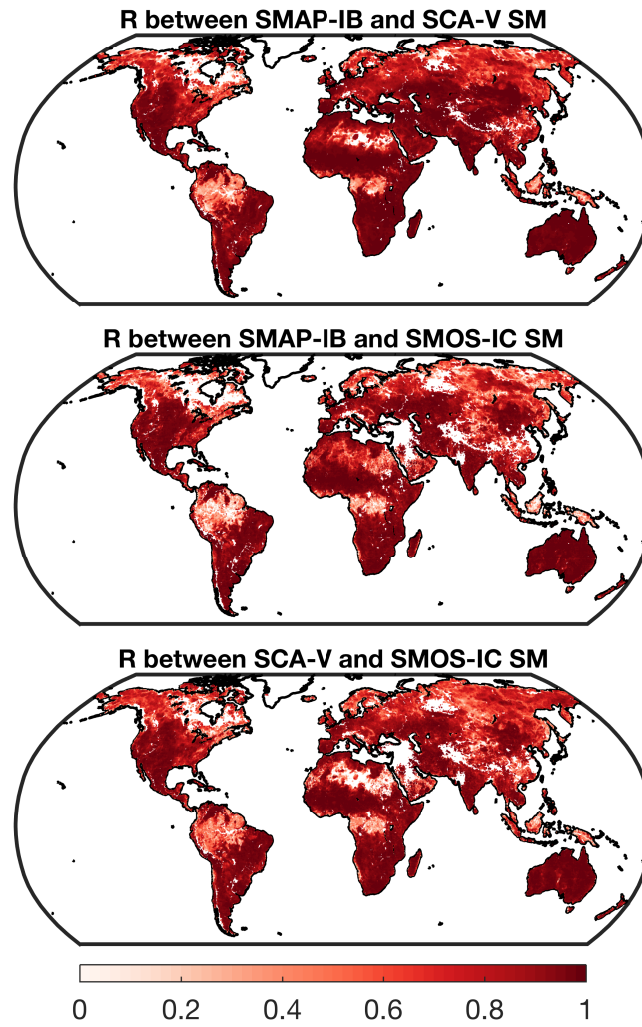 R between SMAP-IB and SCA-V SM
R between SMAP-IB and SMOS-IC SM
R between SCA-V and SMOS-IC SM
0 0.2 0.4 0.6 0.8 1